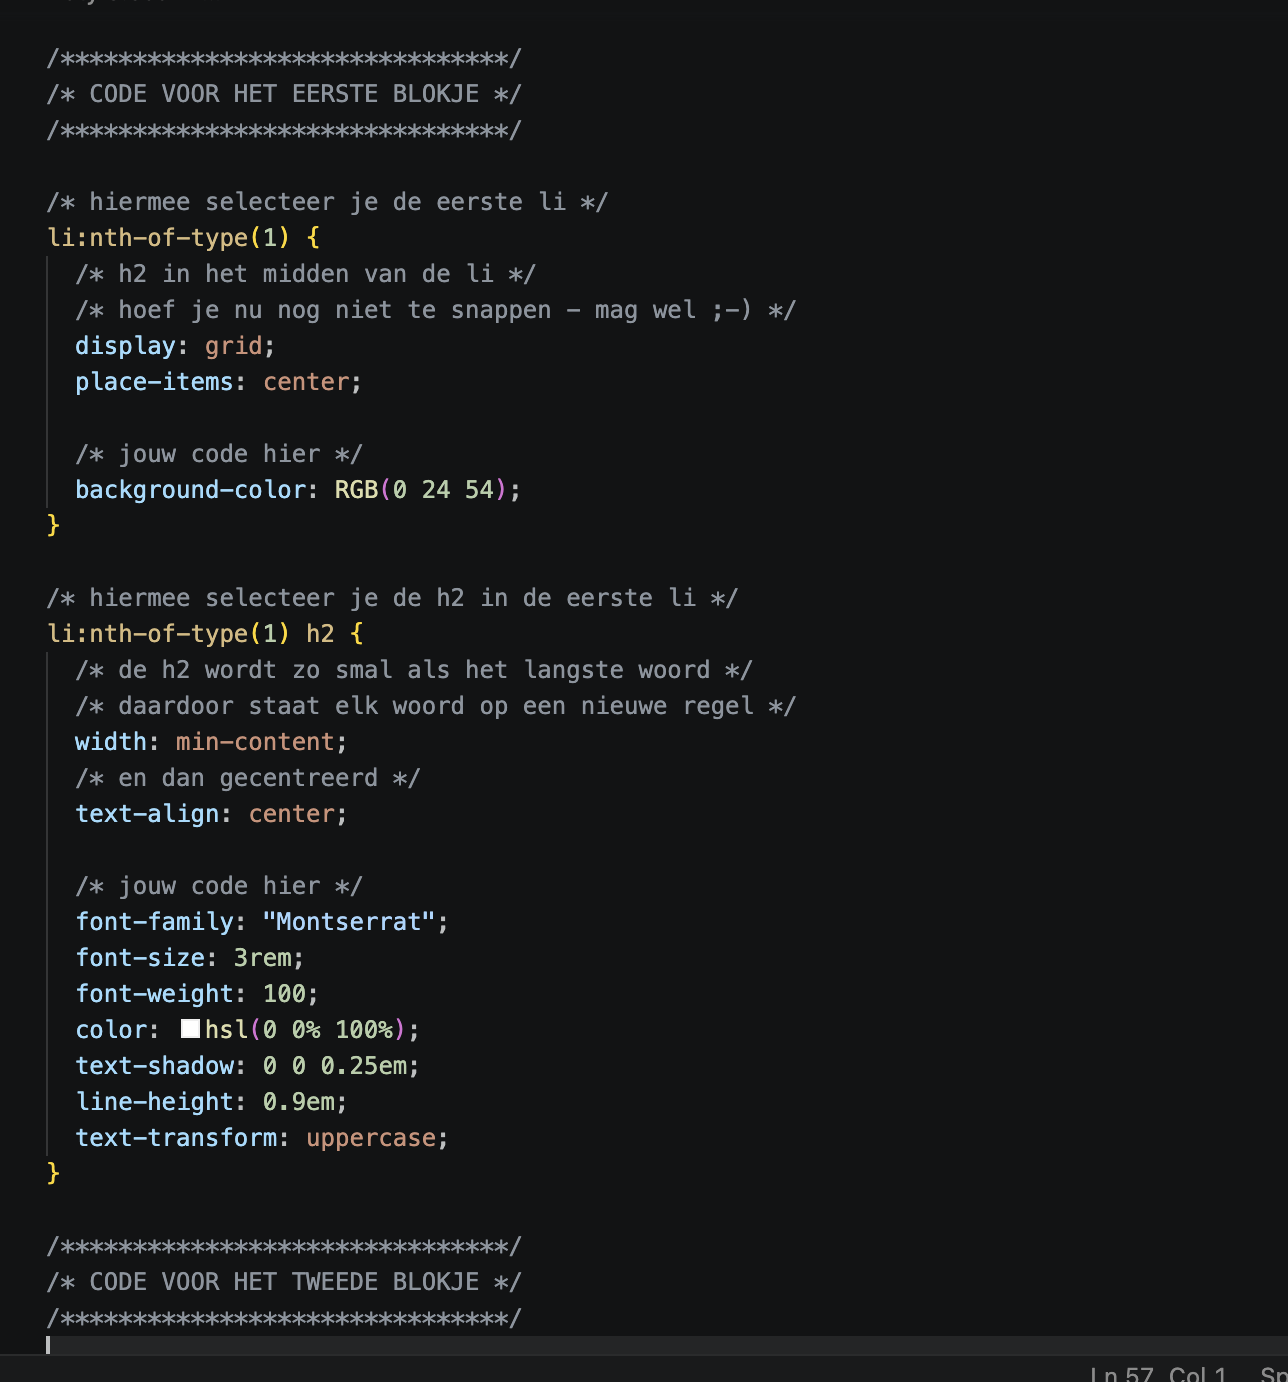 /*******************************/
/* CODE VOOR HET EERSTE BLOKJE */
/*******************************/
/* hiermee selecteer je de eerste li */
li:nth-of-type(1) {
/* h2 in het midden van de li */
/* hoef je nu nog niet te snappen - mag wel ;-) */
display: grid;
place-items: center;
/* jouw code hier */
background-color: RGB(0 24 54);
}
/* hiermee selecteer je de h2 in de eerste li */
li:nth-of-type(1) h2 {
/* de h2 wordt zo smal als het langste woord */
/* daardoor staat elk woord op een nieuwe regel */
width: min-content;
/* en dan gecentreerd */
text-align: center;
/* jouw code hier */
font-family: "Montserrat";
font-size: 3rem;
font-weight: 100;
color: hsl(0 0% 100%);
text-shadow: 0 0 0.25em;
line-height: 0.9em;
text-transform: uppercase;
}
/*******************************/
/* CODE VOOR HET TWEEDE BLOKJE */
/*******************************/
Ln 57, Col 1